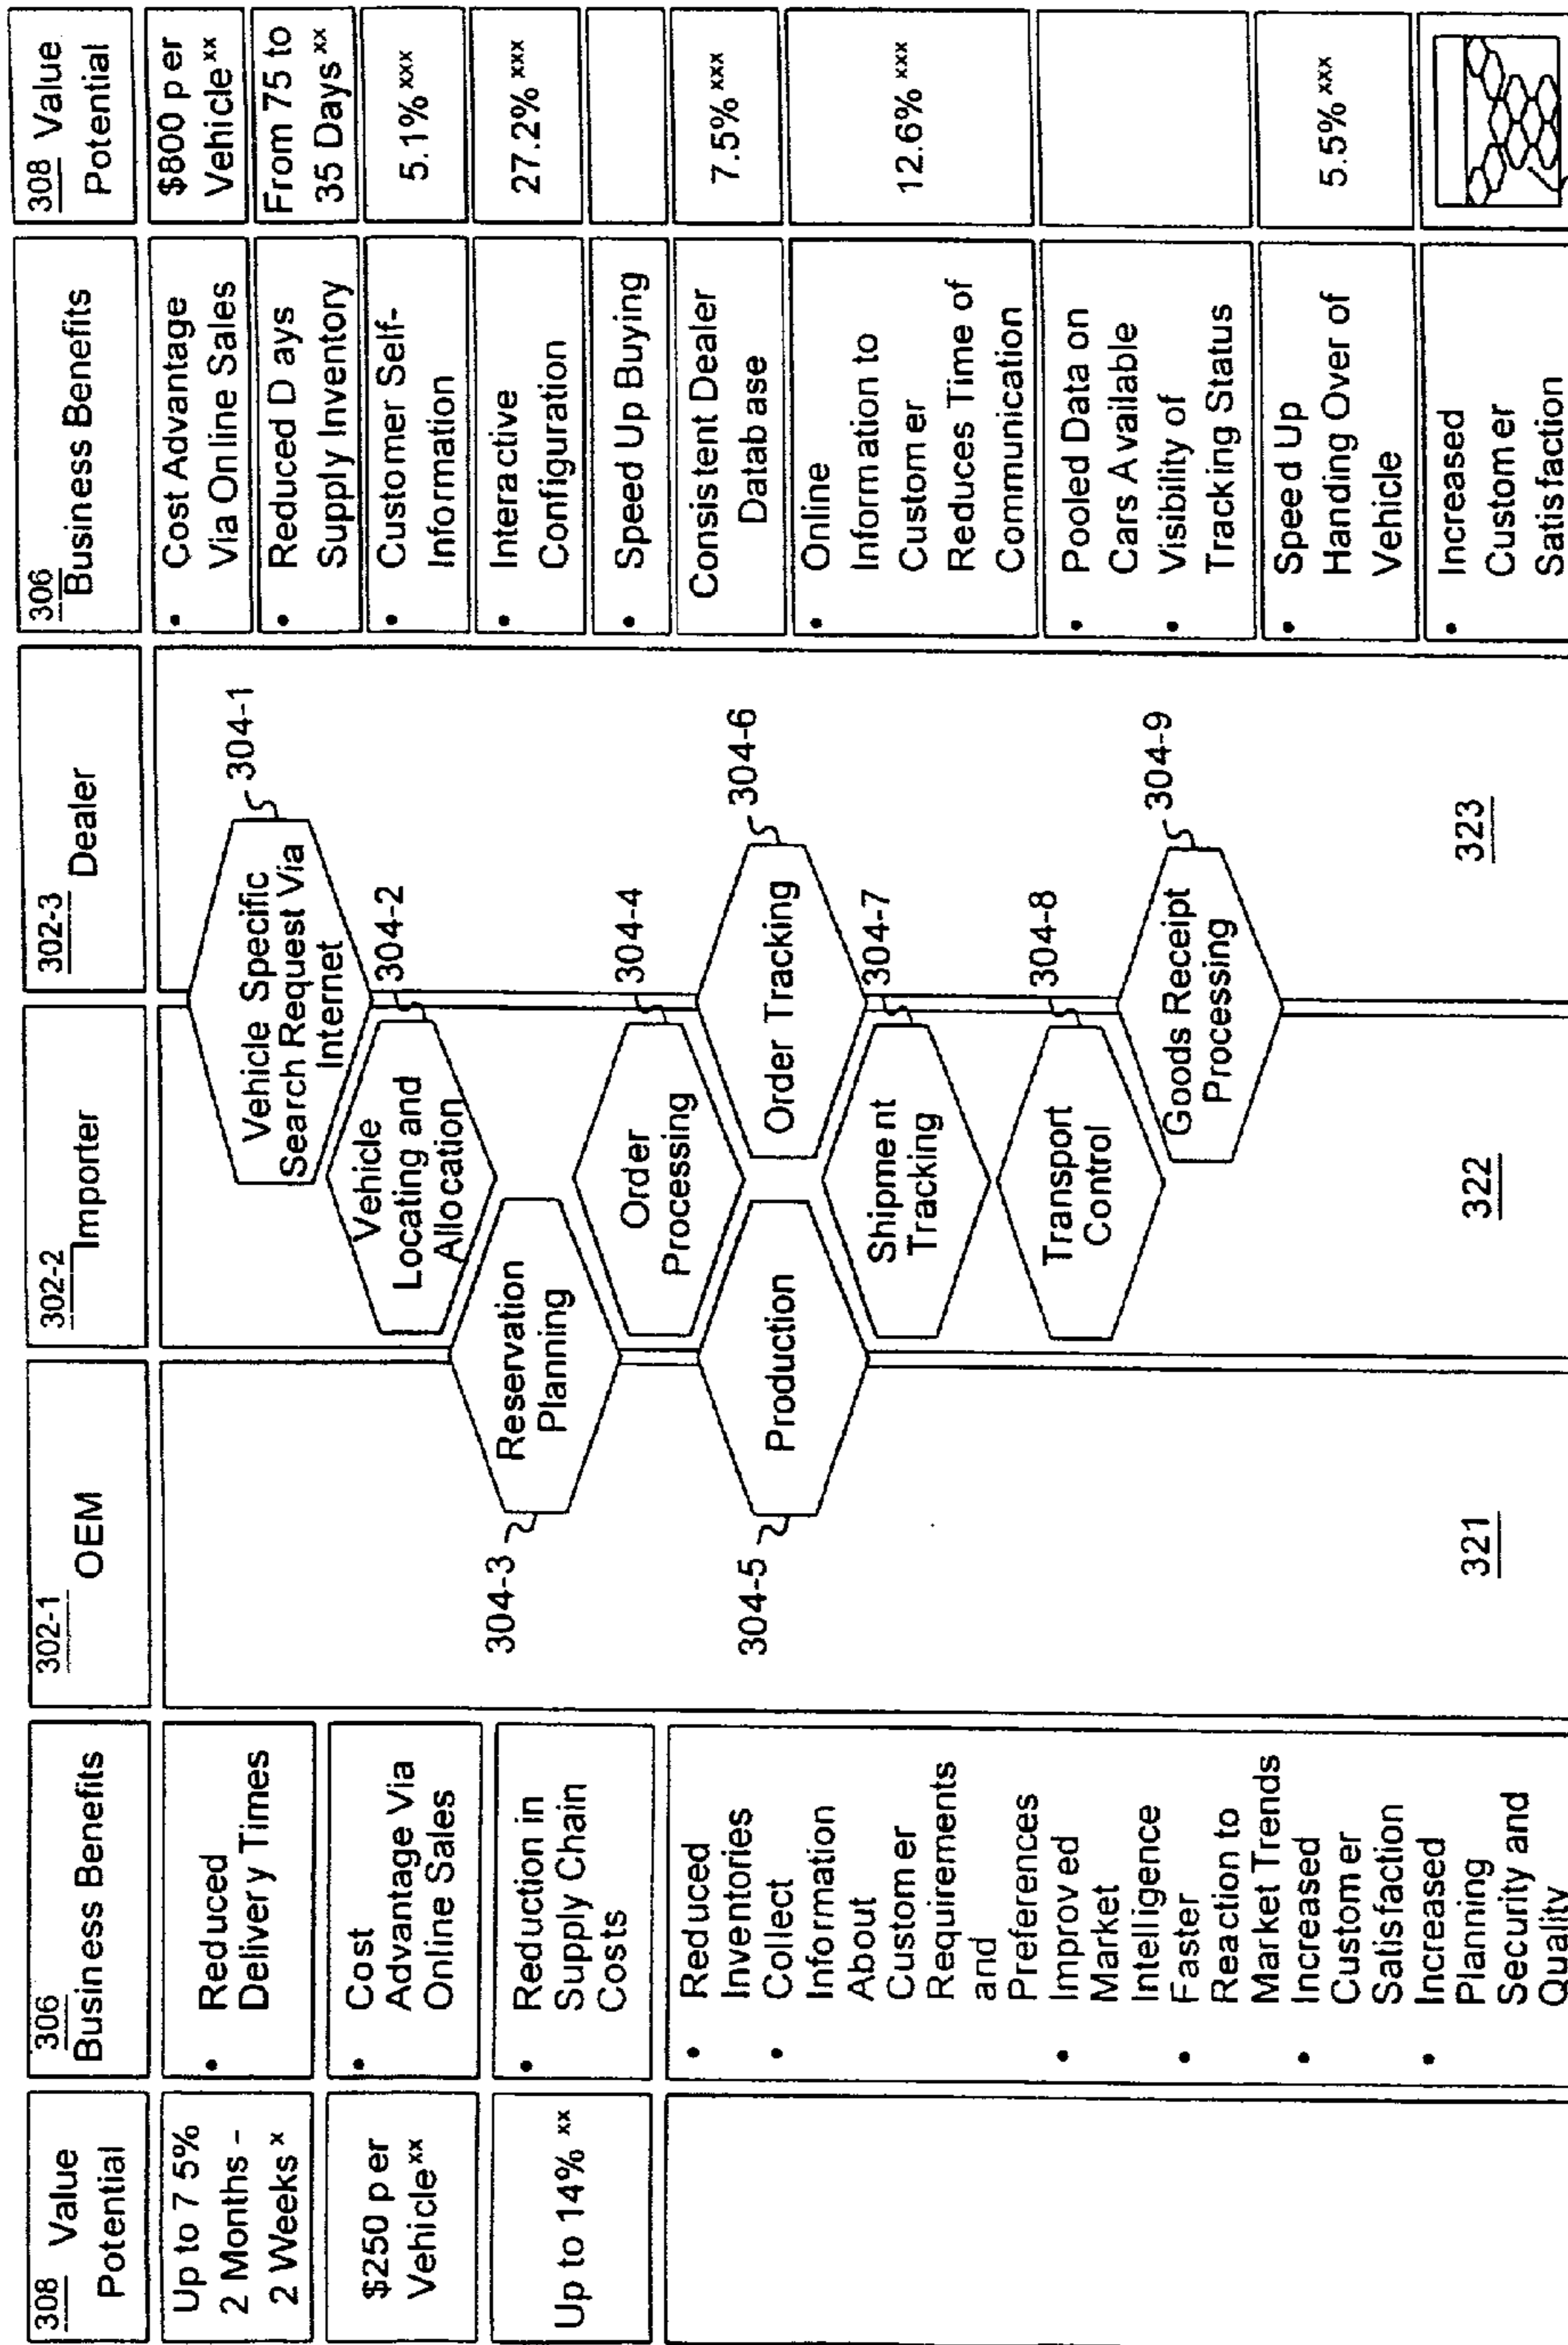 308 Value
Potential
Up to 7 5%
2 Months –
2 Weeks x
$250 p er
Vehicle xx
Up to 14% xx
306
Business Benefits
• Reduced
Delivery Times
• Cost
Advantage Via
Online Sales
• Reduction in
Supply Chain
Costs
• Reduced
Inventories
• Collect
Information
About
Customer
Requirements
and
Preferences
• Improved
Market
Intelligence
• Faster
Reaction to
Market Trends
• Increased
Customer
Satisfaction
• Increased
Planning
Security and
Quality
302-1
OEM
304-3
Reservation
Planning
304-5
Production
321
302-2
Importer
Vehicle
Locating and
Allocation
304-2
Order
Processing
304-4
Shipment
Tracking
304-7
Transport
Control
304-8
322
302-3
Dealer
Vehicle Specific
Search Request Via
Internet
304-1
Order Tracking
304-6
Goods Receipt
Processing
304-9
323
306
Business Benefits
• Cost Advantage
Via Online Sales
• Reduced D ays
Supply Inventory
• Customer Self-
Information
• Interactive
Configuration
• Speed Up Buying
Consistent Dealer
Datab ase
• Online
Information to
Customer
Reduces Time of
Communication
• Pooled Data on
Cars Available
• Visibility of
Tracking Status
• Speed Up
Handing Over of
Vehicle
• Increased
Customer
Satisfaction
308 Value
Potential
$800 p er
Vehicle xx
From 75 to
35 Days xx
5.1% xxx
27.2% xxx
7.5% xxx
12.6% xxx
5.5% xxx